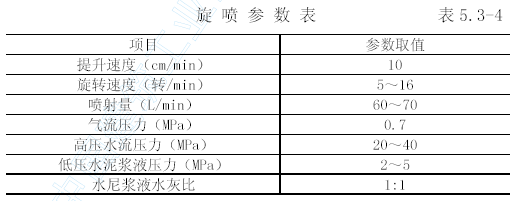 旋喷参数表 表5.3-4
项目 参数取值
提升速度（cm/min） 10
旋转速度（转/min） 5～16
喷射量（L/min） 60～70
气流压力（MPa） 0.7
高压水流压力（MPa） 20～40
低压水泥浆液压力（MPa） 2～5
水尼浆液水灰比 1:1